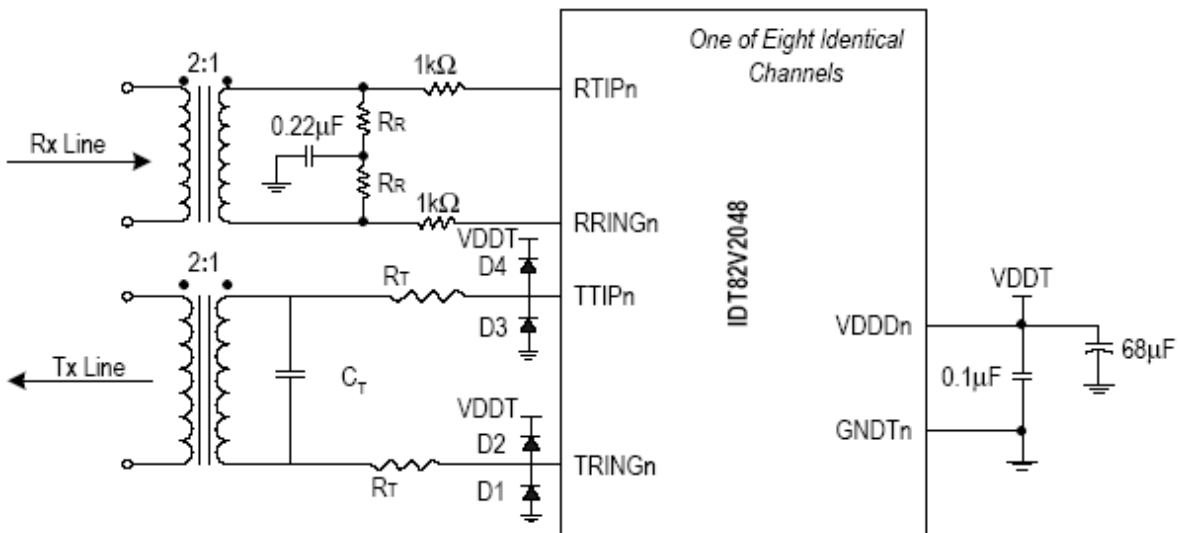 One of Eight Identical
Channels
2:1
1kΩ
RTIPn
0.22µF
RR
Rx Line
RR
1kΩ
RRINGn
VDDT
D4
2:1
RT
TTIPn
D3
IDT82V2048
VDDT
VDDDn
68µF
0.1µF
Tx Line
CT
VDDT
D2
GNDTn
TRINGn
RT
D1